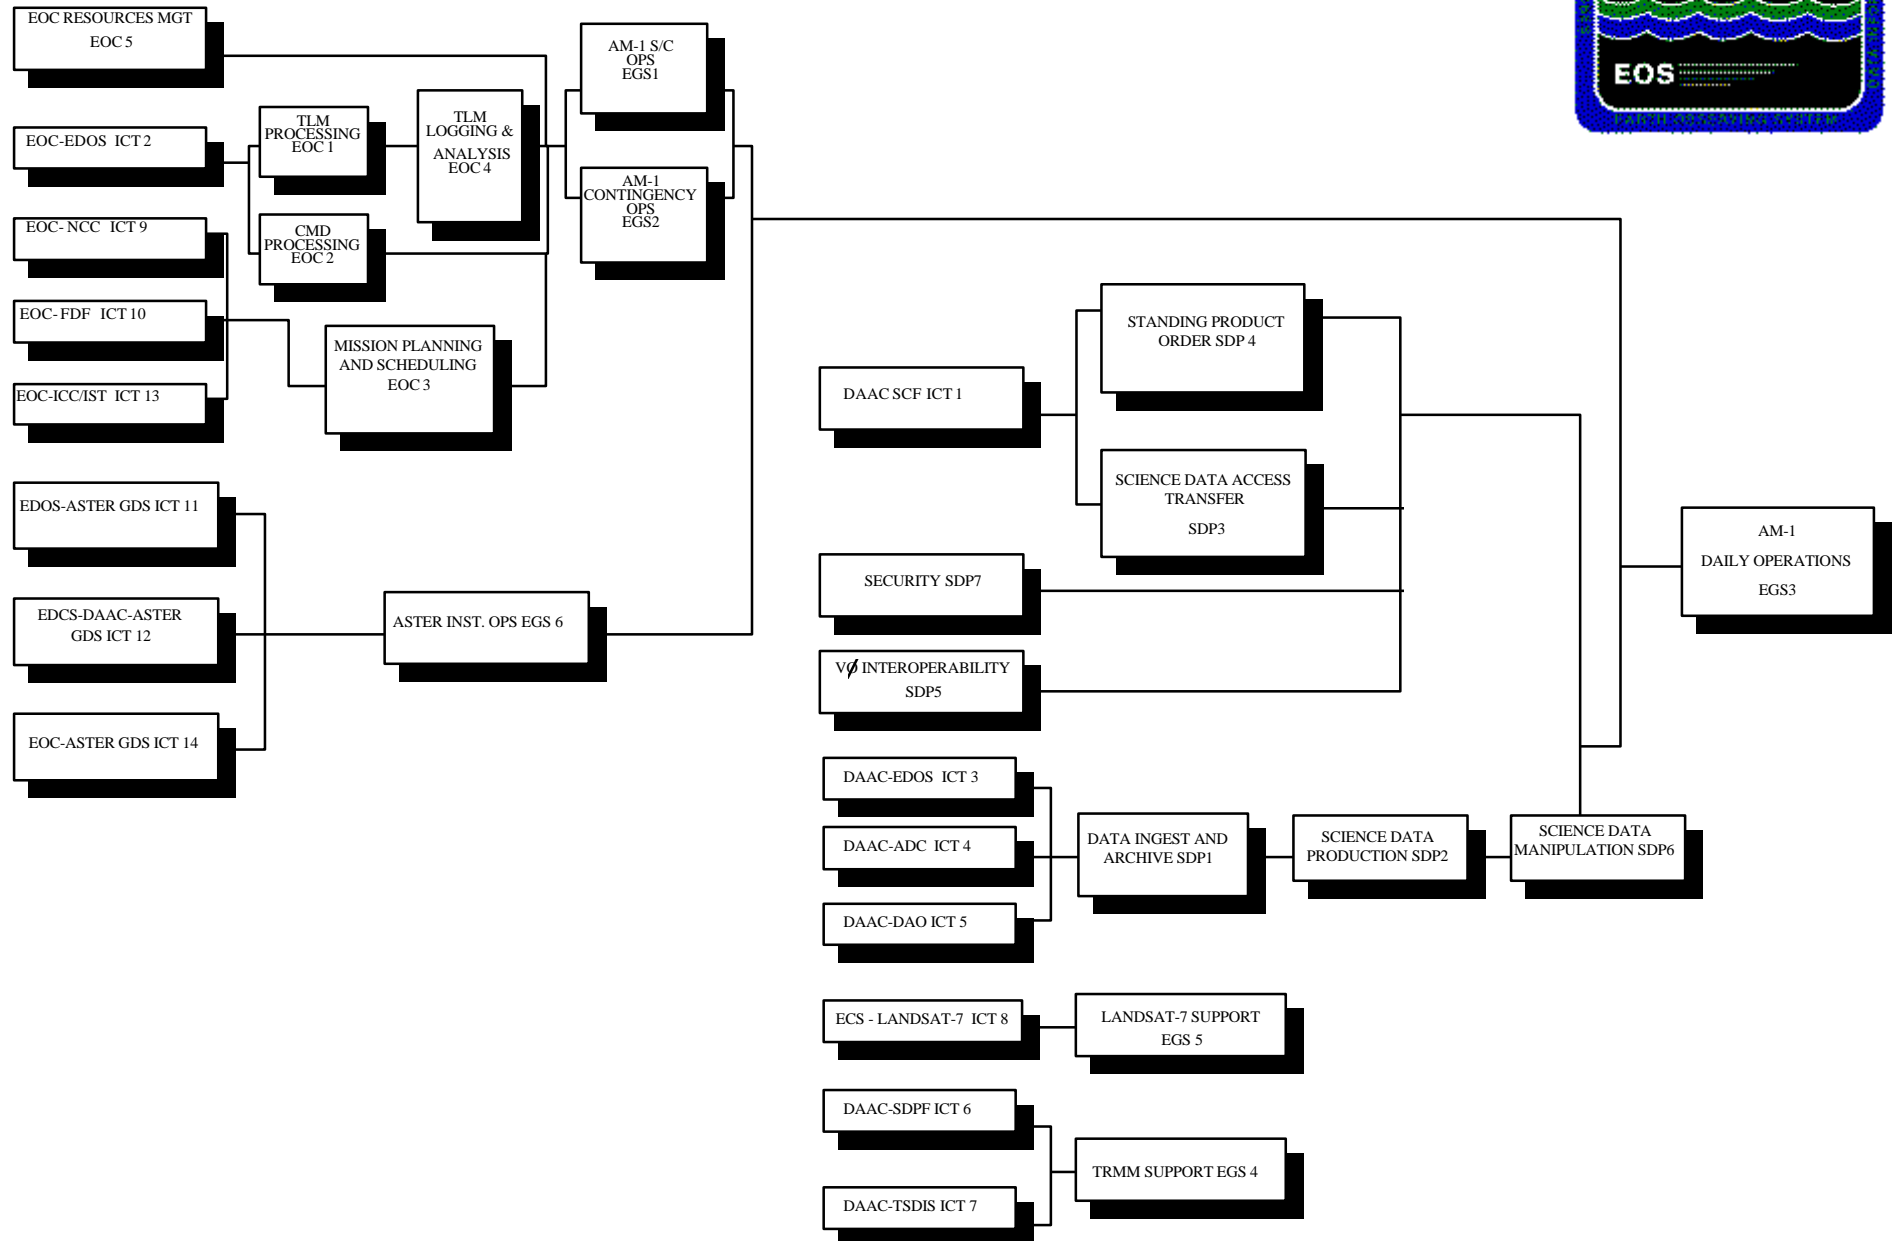 EOC RESOURCES MGT
EOC 5
EOC-EDOS ICT 2
EOC- NCC ICT 9
EOC- FDF ICT 10
EOC-ICC/IST ICT 13
TLM
PROCESSING
EOC 1
CMD
PROCESSING
EOC 2
TLM
LOGGING &
ANALYSIS
EOC 4
MISSION PLANNING
AND SCHEDULING
EOC 3
AM-1 S/C
OPS
EGS1
AM-1
CONTINGENCY
OPS
EGS2
EOS
EARTH OBSERVING SYSTEM
EDOS-ASTER GDS ICT 11
EDCS-DAAC-ASTER
GDS ICT 12
EOC-ASTER GDS ICT 14
ASTER INST. OPS EGS 6
DAAC SCF ICT 1
STANDING PRODUCT
ORDER SDP 4
SCIENCE DATA ACCESS
TRANSFER
SDP3
SECURITY SDP7
VØ INTEROPERABILITY
SDP5
AM-1
DAILY OPERATIONS
EGS3
DAAC-EDOS ICT 3
DAAC-ADC ICT 4
DAAC-DAO ICT 5
DATA INGEST AND
ARCHIVE SDP1
SCIENCE DATA
PRODUCTION SDP2
SCIENCE DATA
MANIPULATION SDP6
ECS - LANDSAT-7 ICT 8
LANDSAT-7 SUPPORT
EGS 5
DAAC-SDPF ICT 6
DAAC-TSDIS ICT 7
TRMM SUPPORT EGS 4